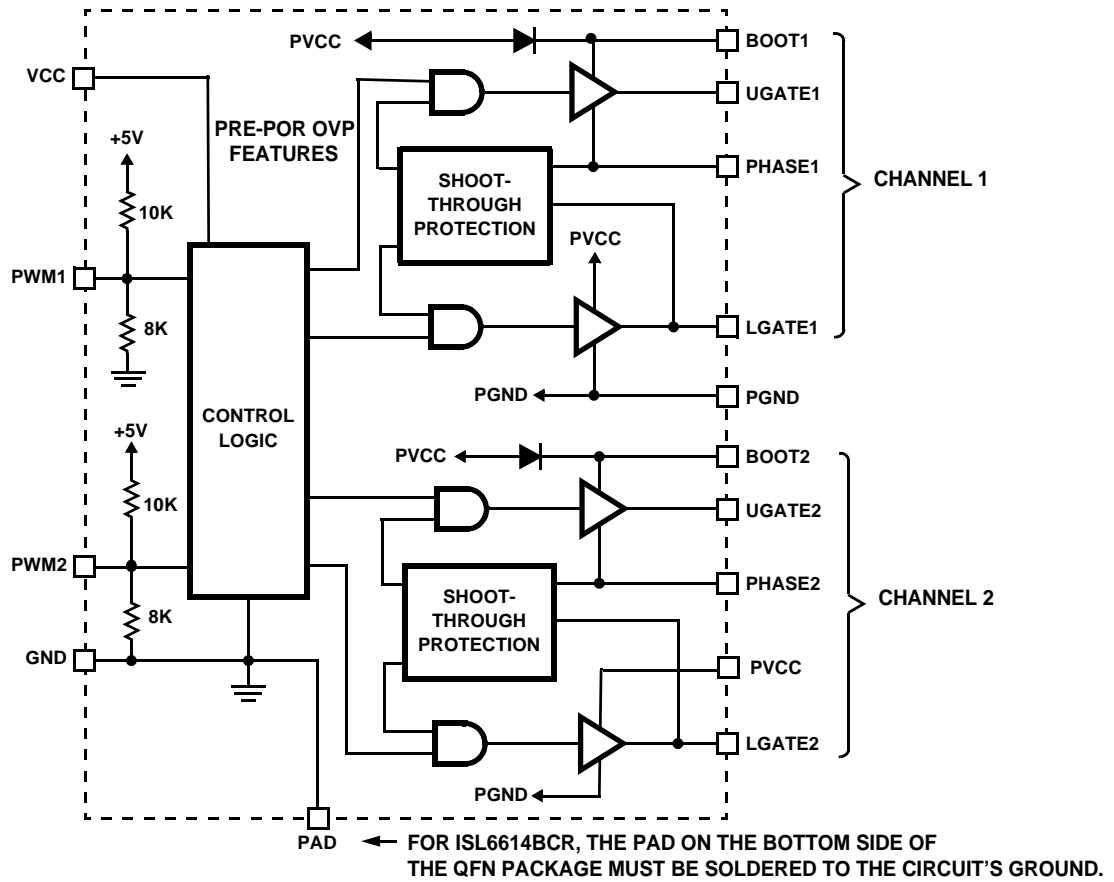 PVCC
BOOT1
VCC
UGATE1
+5V
PRE-POR OVP
FEATURES
10K
SHOOT-
THROUGH
PROTECTION
PHASE1
CHANNEL 1
PVCC
PWM1
8K
LGATE1
PGND
PGND
CONTROL
LOGIC
+5V
PVCC
BOOT2
10K
UGATE2
PWM2
SHOOT-
THROUGH
PROTECTION
PHASE2
CHANNEL 2
8K
GND
PVCC
LGATE2
PGND
PAD
FOR ISL6614BCR, THE PAD ON THE BOTTOM SIDE OF
THE QFN PACKAGE MUST BE SOLDERED TO THE CIRCUIT'S GROUND.